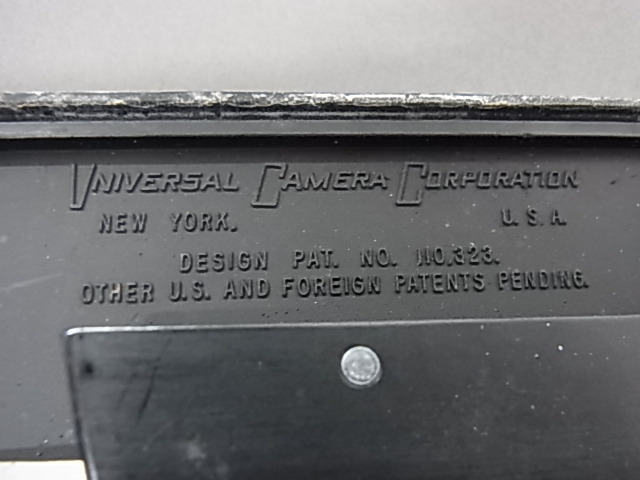 UNIVERSAL CAMERA CORPORATION
NEW YORK. U. S. A.
DESIGN PAT. NO. 110,323.
OTHER U.S. AND FOREIGN PATENTS PENDING.